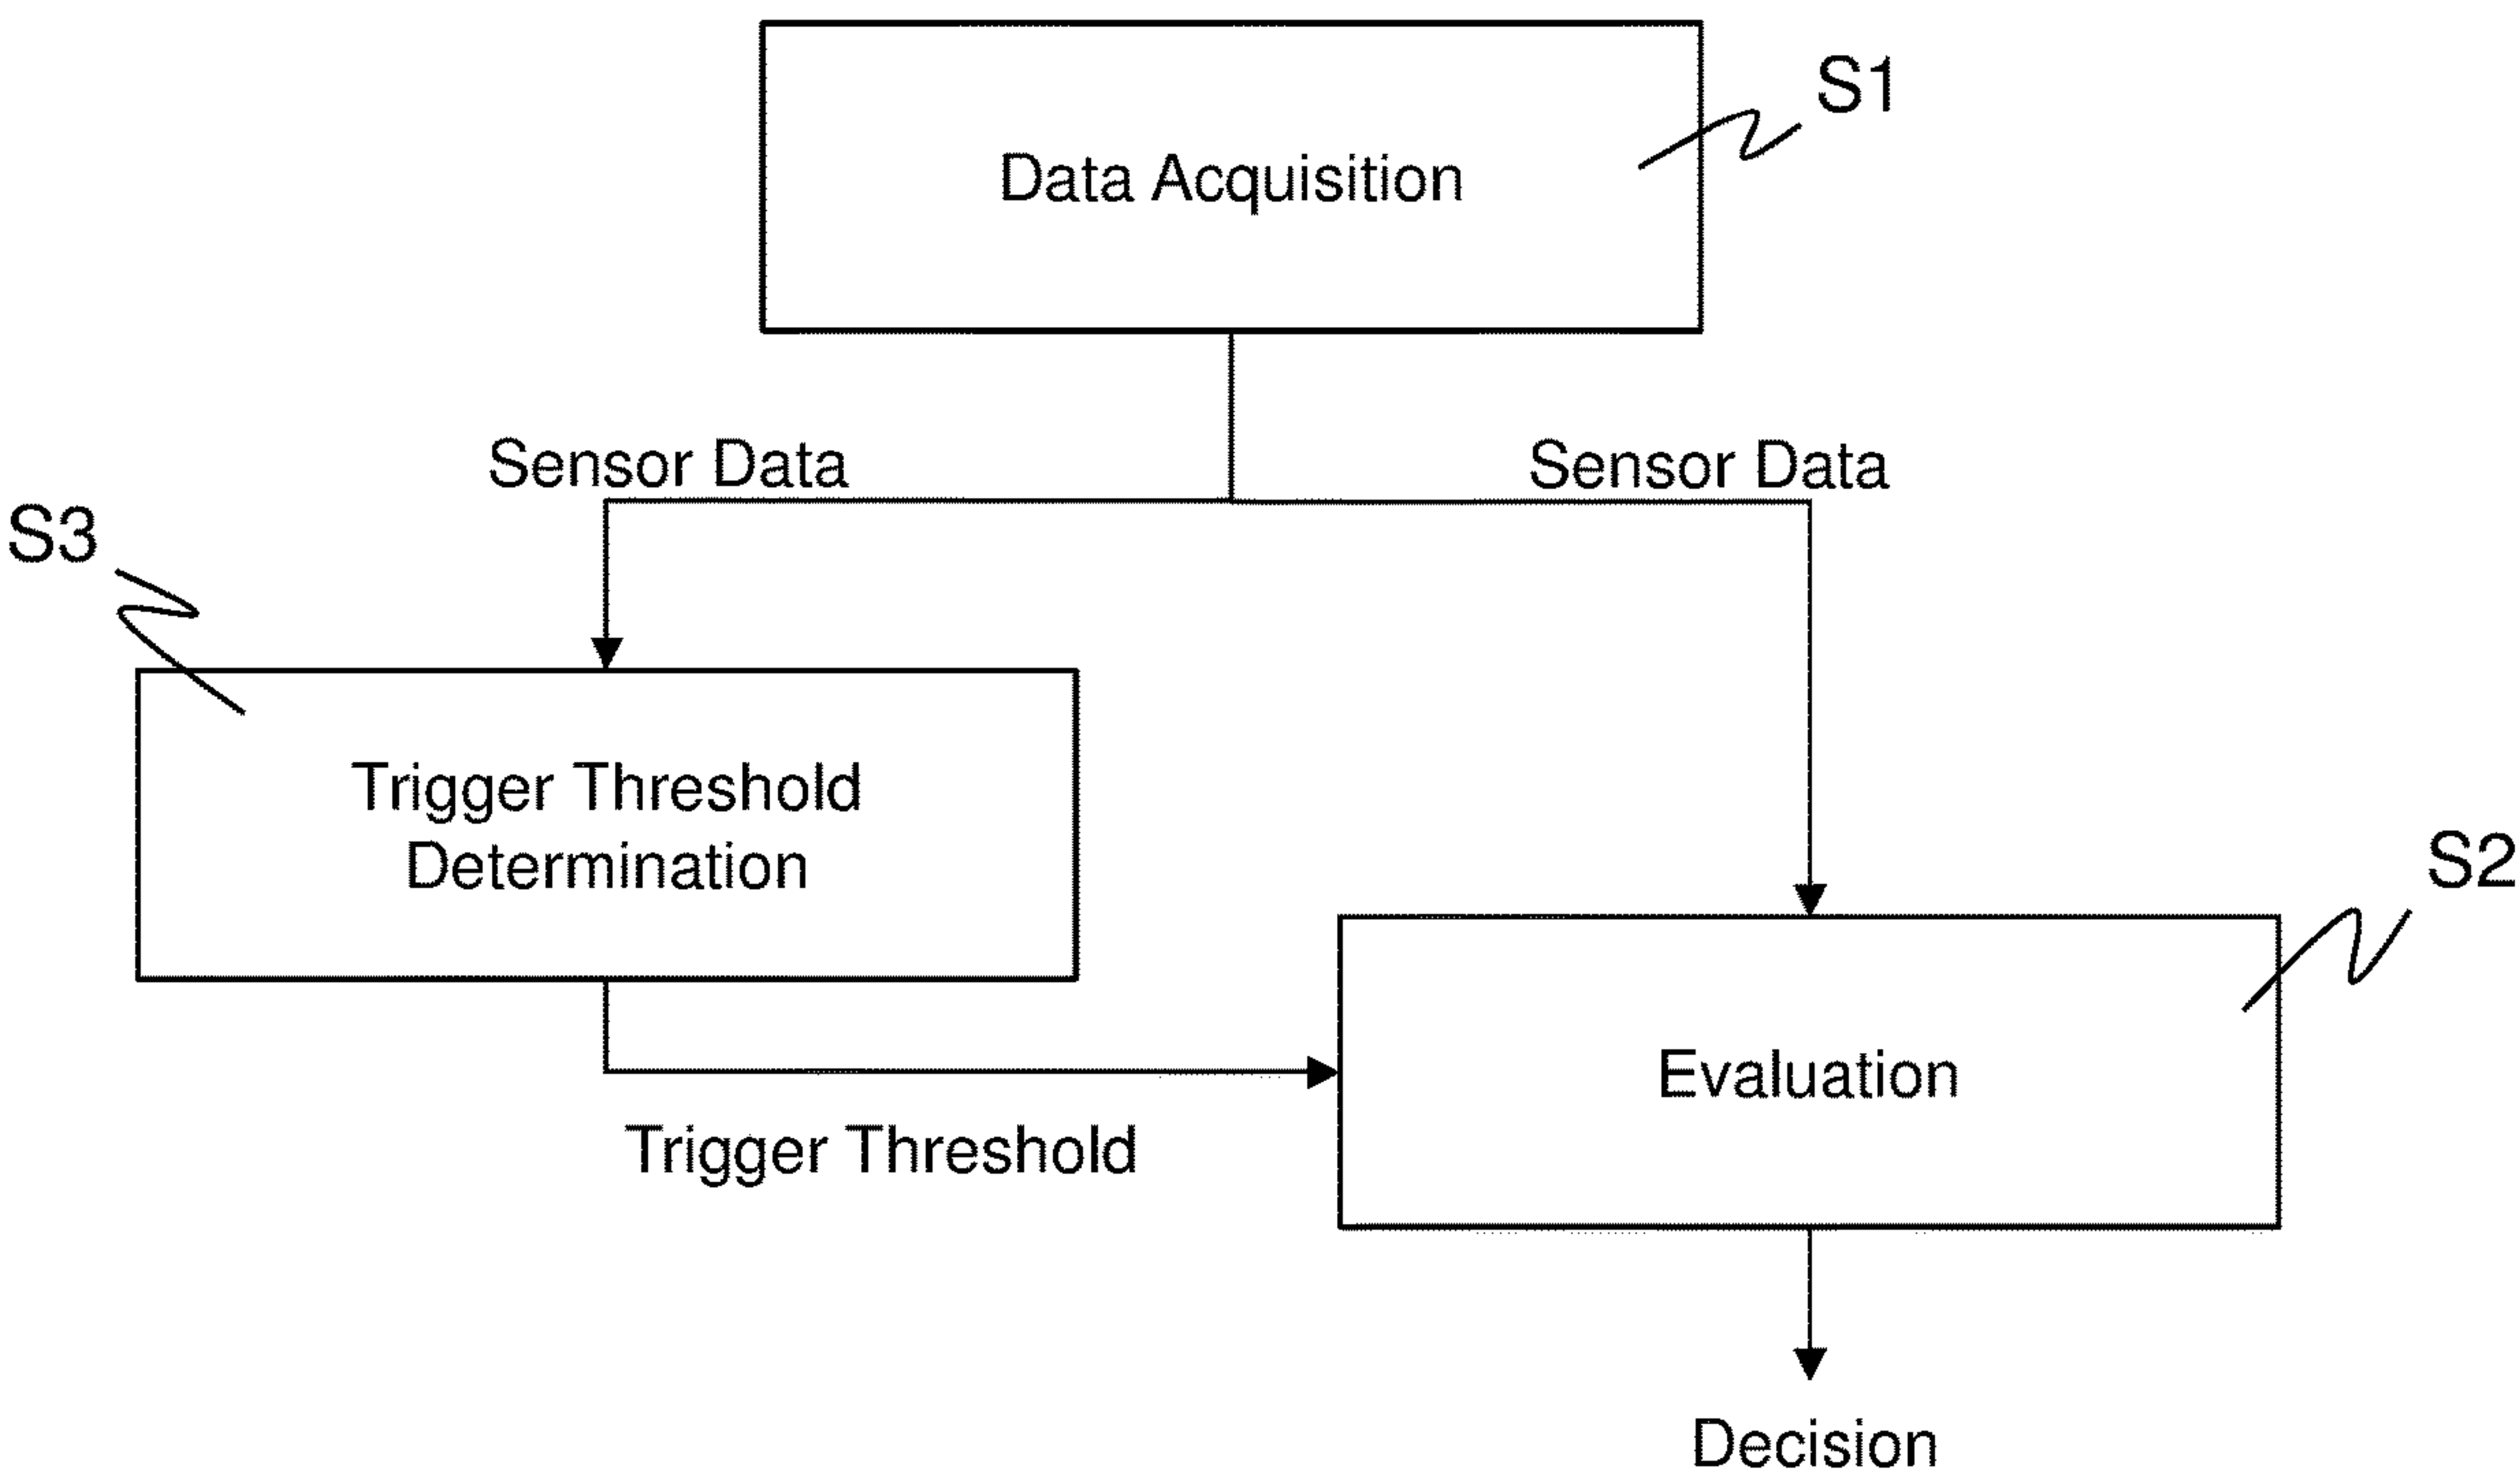 S1
Data Acquisition
Sensor Data
Sensor Data
S3
Trigger Threshold
Determination
S2
Evaluation
Trigger Threshold
Decision